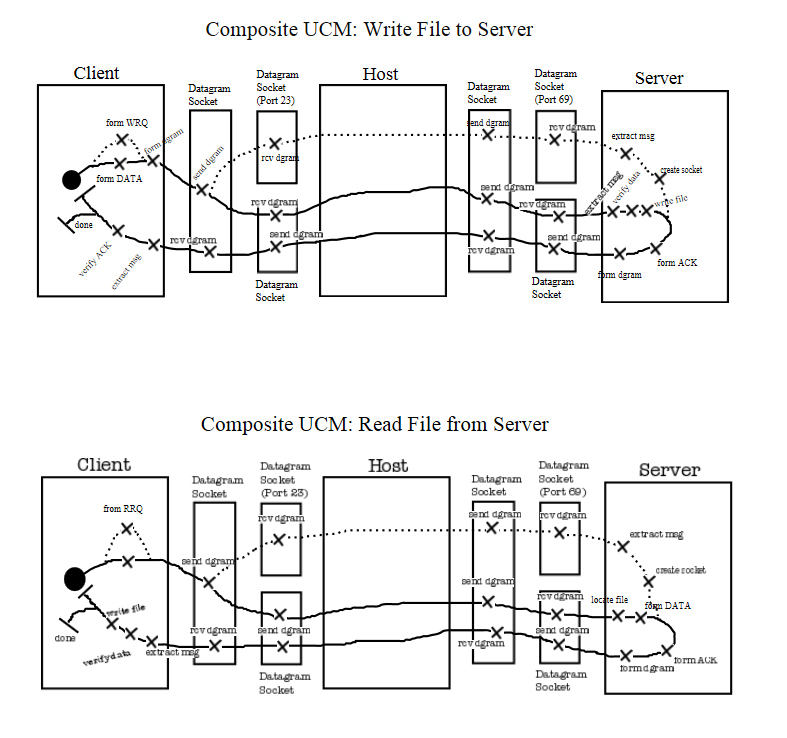 Composite UCM: Write File to Server
Client
Datagram
Socket
Datagram
Socket
(Port 23)
Host
Datagram
Socket
Datagram
Socket
(Port 69)
Server
form WRQ
form dgram
send dgram
rcv dgram
send dgram
rcv dgram
extract msg
form DATA
create socket
extract msg
verify data
write file
rcv dgram
send dgram
rcv dgram
done
rcv dgram
send dgram
rcv dgram
send dgram
verify ACK
extract msg
form dgram
form ACK
Datagram
Socket
Datagram
Socket
Composite UCM: Read File from Server
Client
Datagram
Socket
Datagram
Socket
(Port 23)
Host
Datagram
Socket
Datagram
Socket
(Port 69)
Server
from RRQ
rcv dgram
send dgram
rcv dgram
extract msg
send dgram
create socket
send dgram
rcv dgram
locate file
form DATA
write file
done
rcv dgram
send dgram
rcv dgram
send dgram
verify data
extract msg
form dgram
form ACK
Datagram
Socket
Datagram
Socket